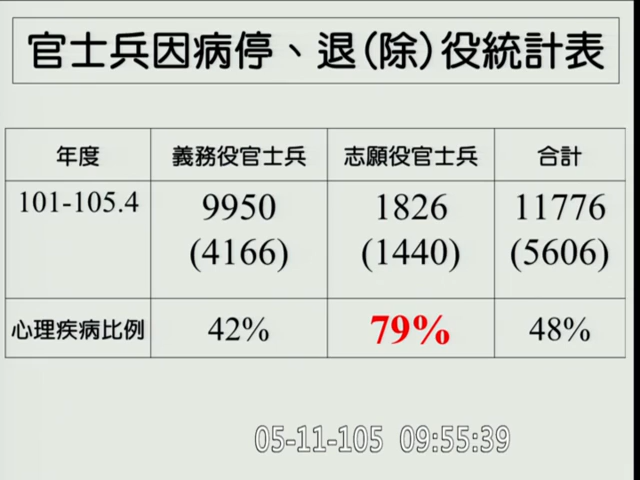 官士兵因病停、退(除)役統計表
年度 義務役官士兵 志願役官士兵 合計
101-105.4 9950 1826 11776
(4166) (1440) (5606)
心理疾病比例 42% 79% 48%
05-11-105 09:55:39